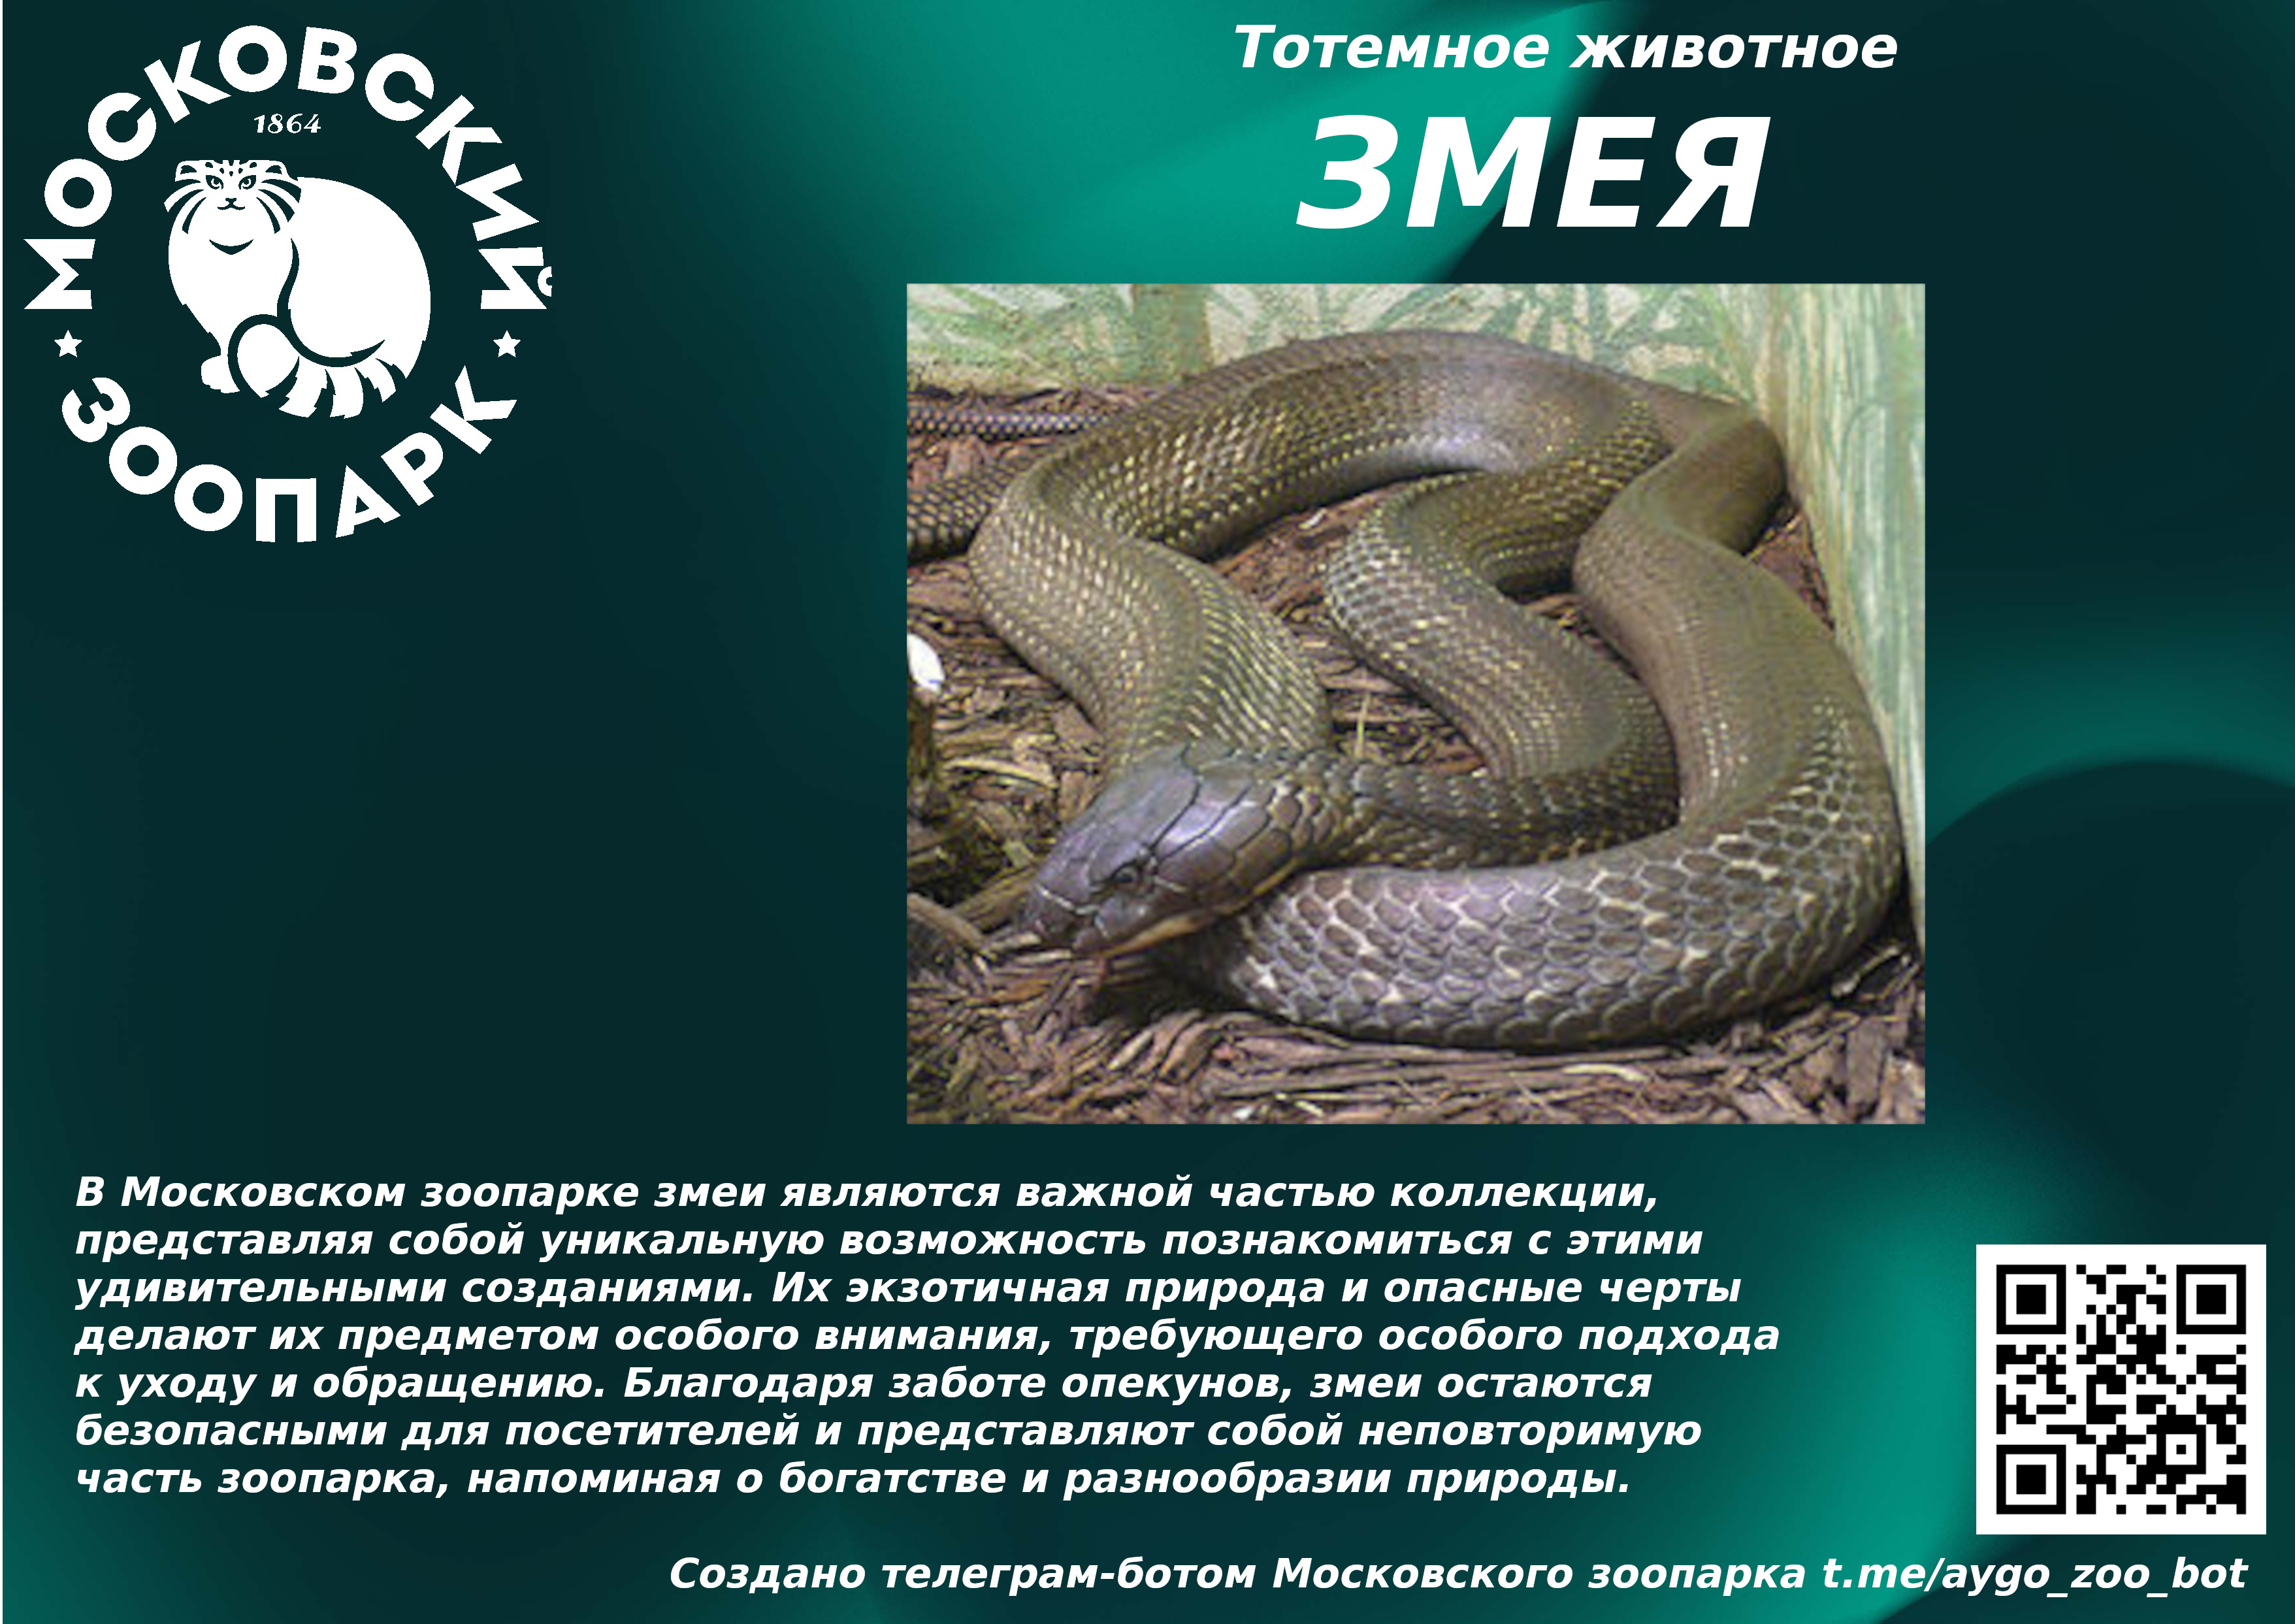 МОСКОВСКИЙ
1864
ЗООПАРК
Тотемное животное
ЗМЕЯ
В Московском зоопарке змеи являются важной частью коллекции,
представляя собой уникальную возможность познакомиться с этими
удивительными созданиями. Их экзотичная природа и опасные черты
делают их предметом особого внимания, требующего особого подхода
к уходу и обращению. Благодаря заботе опекунов, змеи остаются
безопасными для посетителей и представляют собой неповторимую
часть зоопарка, напоминая о богатстве и разнообразии природы.
Создано телеграм-ботом Московского зоопарка t.me/aygo_zoo_bot